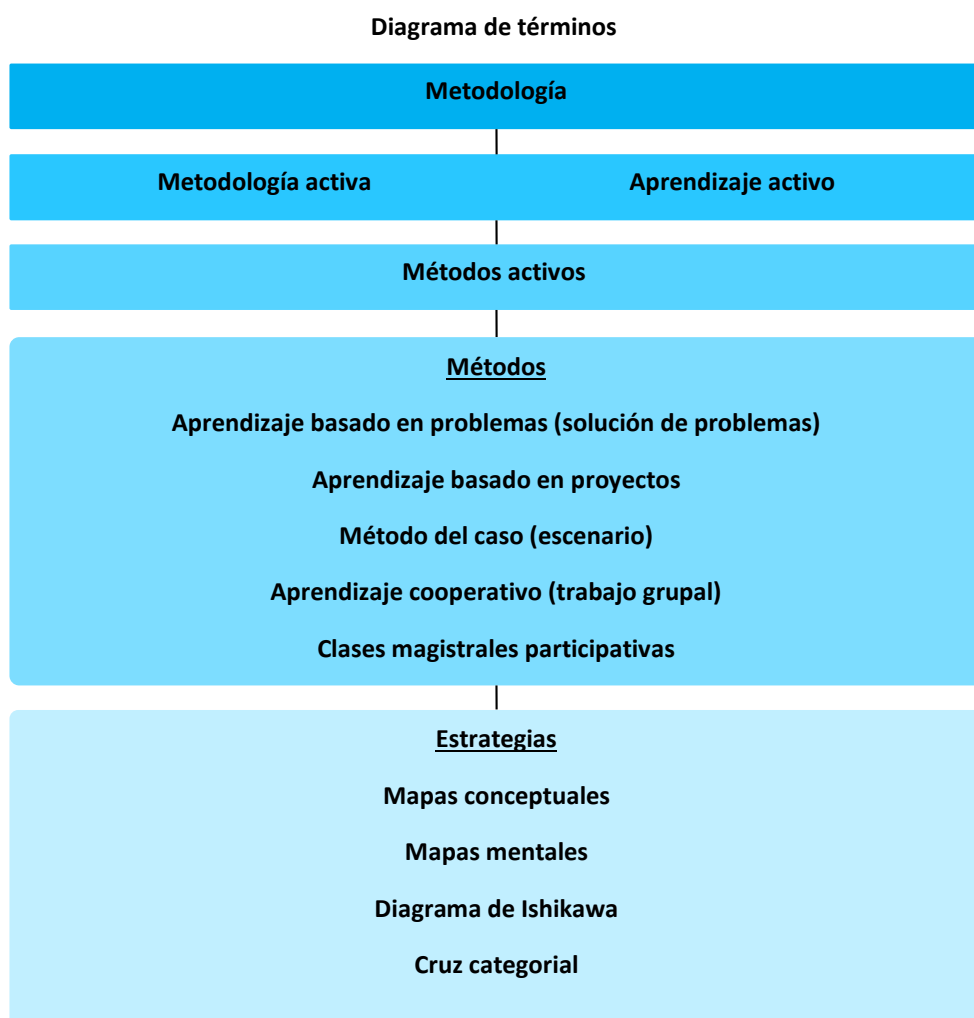 Diagrama de términos
Metodología
Metodología activa Aprendizaje activo
Métodos activos
Métodos
Aprendizaje basado en problemas (solución de problemas)
Aprendizaje basado en proyectos
Método del caso (escenario)
Aprendizaje cooperativo (trabajo grupal)
Clases magistrales participativas
Estrategias
Mapas conceptuales
Mapas mentales
Diagrama de Ishikawa
Cruz categorial